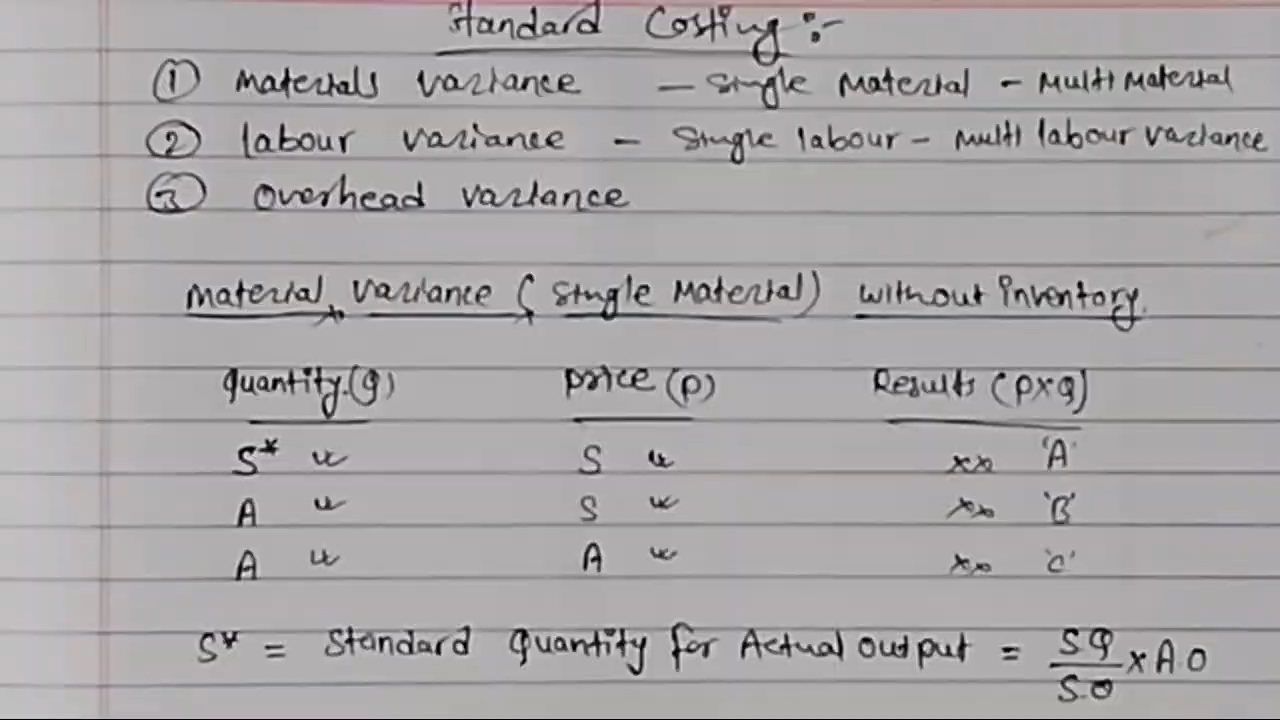 Standard Costing :-
① Materials variance - Single Material - Multi Material
② labour variance - Single labour - Multi labour variance
③ overhead variance
Material variance (Single Material) without inventory.
Quantity (Q) Price (P) Results (P×Q)
S* " S " xx 'A'
A " S " xx 'B'
A " A " xx 'C'
S* = Standard Quantity for Actual output = SQ/SO × AO